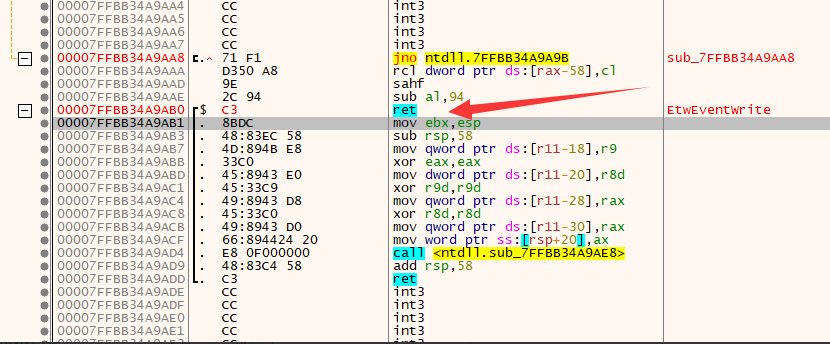 00007FFBB34A9AA4 CC int3
00007FFBB34A9AA5 CC int3
00007FFBB34A9AA6 CC int3
00007FFBB34A9AA7 CC int3
00007FFBB34A9AA8 71 F1 jno ntdll.7FFBB34A9A9B sub_7FFBB34A9AA8
00007FFBB34A9AAA D350 A8 rcl dword ptr ds:[rax-58],cl
00007FFBB34A9AAD 9E sahf
00007FFBB34A9AAE 2C 94 sub al,94
00007FFBB34A9AB0 $ C3 ret EtwEventWrite
00007FFBB34A9AB1 . 8BDC mov ebx,esp
00007FFBB34A9AB3 . 48:83EC 58 sub rsp,58
00007FFBB34A9AB7 . 4D:894B E8 mov qword ptr ds:[r11-18],r9
00007FFBB34A9ABB . 33C0 xor eax,eax
00007FFBB34A9ABD . 45:8943 E0 mov dword ptr ds:[r11-20],r8d
00007FFBB34A9AC1 . 45:33C9 xor r9d,r9d
00007FFBB34A9AC4 . 49:8943 D8 mov qword ptr ds:[r11-28],rax
00007FFBB34A9AC8 . 45:33C0 xor r8d,r8d
00007FFBB34A9ACB . 49:8943 D0 mov qword ptr ds:[r11-30],rax
00007FFBB34A9ACF . 66:894424 20 mov word ptr ss:[rsp+20],ax
00007FFBB34A9AD4 . E8 0F000000 call <ntdll.sub_7FFBB34A9AE8>
00007FFBB34A9AD9 . 48:83C4 58 add rsp,58
00007FFBB34A9ADD . C3 ret
00007FFBB34A9ADE CC int3
00007FFBB34A9ADF CC int3
00007FFBB34A9AE0 CC int3
00007FFBB34A9AE1 CC int3